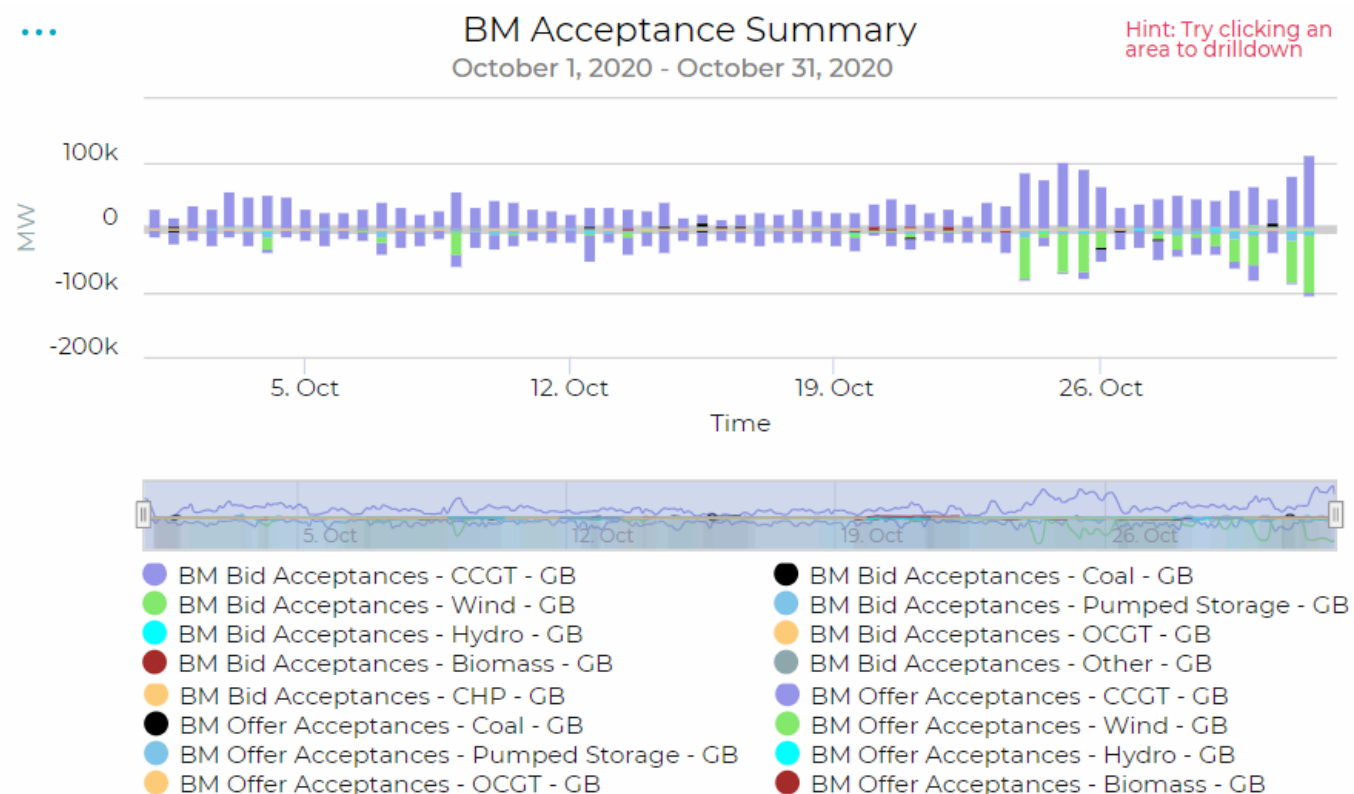 BM Acceptance Summary
October 1, 2020 - October 31, 2020
Hint: Try clicking an
area to drilldown
100k
0
-100k
-200k
MW
5. Oct
12. Oct
19. Oct
26. Oct
Time
5. Oct
12. Oct
19. Oct
26. Oct
BM Bid Acceptances - CCGT - GB
BM Bid Acceptances - Coal - GB
BM Bid Acceptances - Wind - GB
BM Bid Acceptances - Pumped Storage - GB
BM Bid Acceptances - Hydro - GB
BM Bid Acceptances - OCGT - GB
BM Bid Acceptances - Biomass - GB
BM Bid Acceptances - Other - GB
BM Bid Acceptances - CHP - GB
BM Offer Acceptances - CCGT - GB
BM Offer Acceptances - Coal - GB
BM Offer Acceptances - Wind - GB
BM Offer Acceptances - Pumped Storage - GB
BM Offer Acceptances - Hydro - GB
BM Offer Acceptances - OCGT - GB
BM Offer Acceptances - Biomass - GB